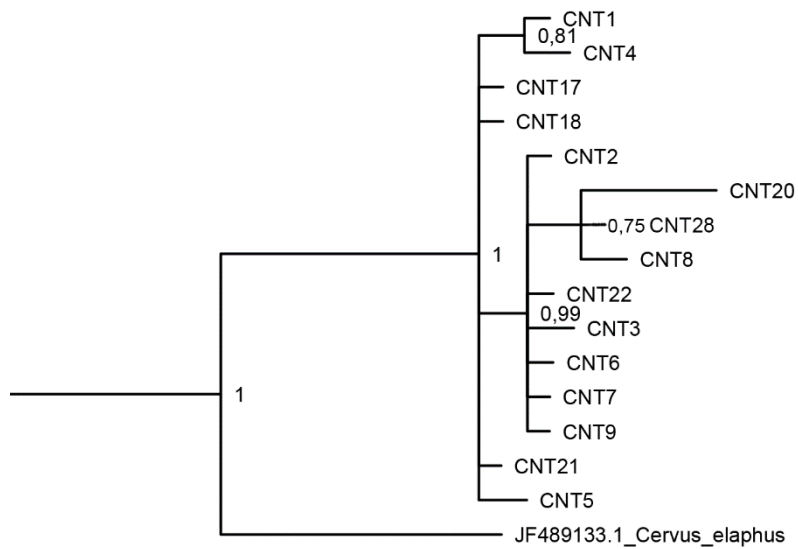 CNT1
0,81
CNT4
CNT17
CNT18
CNT2
CNT20
0,75 CNT28
1
CNT8
CNT22
0,99
CNT3
CNT6
1
CNT7
CNT9
CNT21
CNT5
JF489133.1_Cervus_elaphus